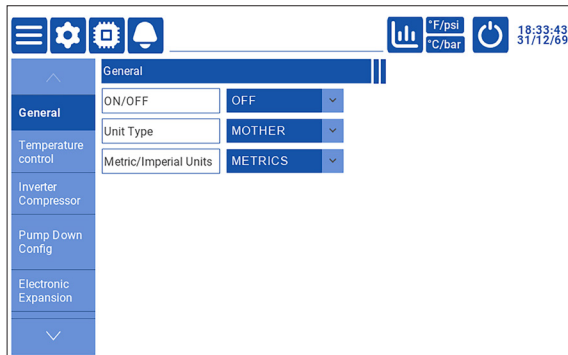 °F/psi
°C/bar
18:33:43
31/12/69
General
General
ON/OFF
OFF
Unit Type
MOTHER
Metric/Imperial Units
METRICS
Temperature
control
Inverter
Compressor
Pump Down
Config
Electronic
Expansion